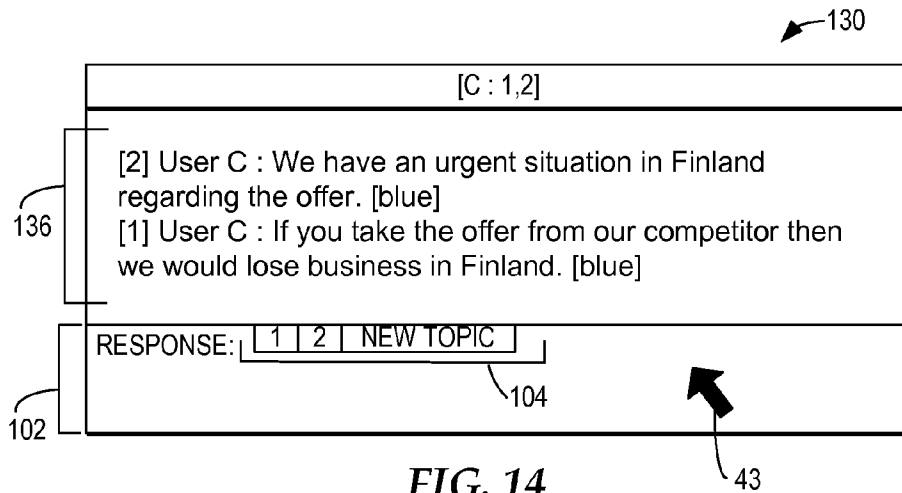 130
[C : 1,2]
[2] User C : We have an urgent situation in Finland
regarding the offer. [blue]
136
[1] User C : If you take the offer from our competitor then
we would lose business in Finland. [blue]
RESPONSE: 1 2 NEW TOPIC
104
102
43
FIG. 14